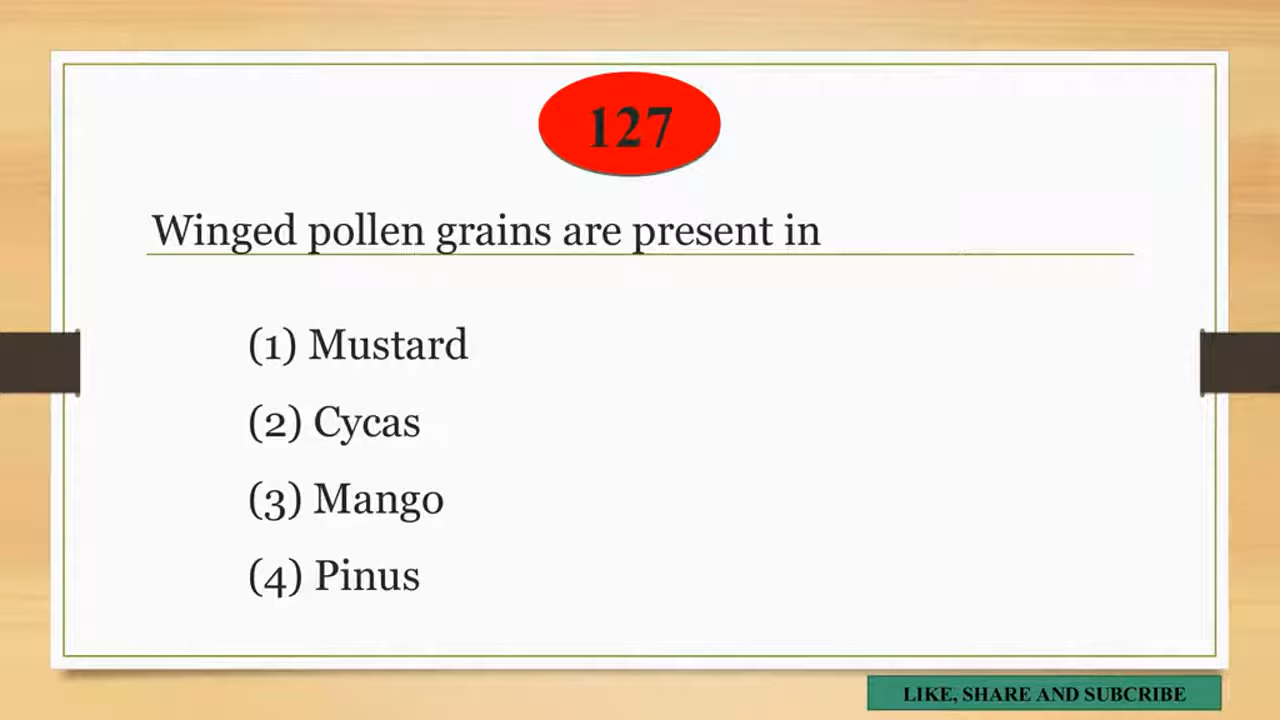 127
Winged pollen grains are present in
(1) Mustard
(2) Cycas
(3) Mango
(4) Pinus
LIKE, SHARE AND SUBCRIBE